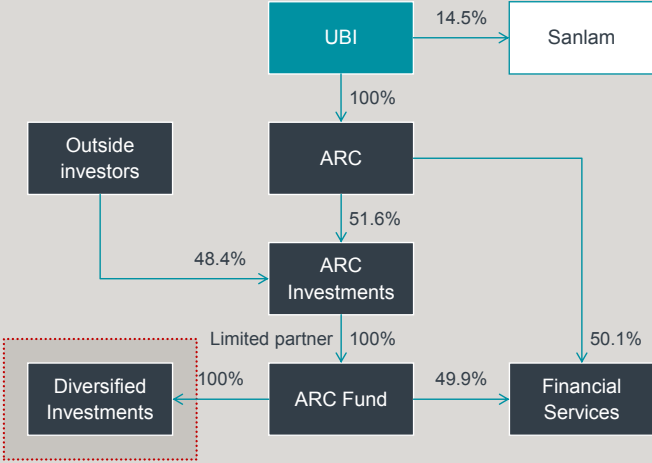 14.5%
UBI
Sanlam
100%
Outside
investors
ARC
51.6%
48.4%
ARC
Investments
Limited partner
100%
50.1%
Diversified
Investments
100%
ARC Fund
49.9%
Financial
Services